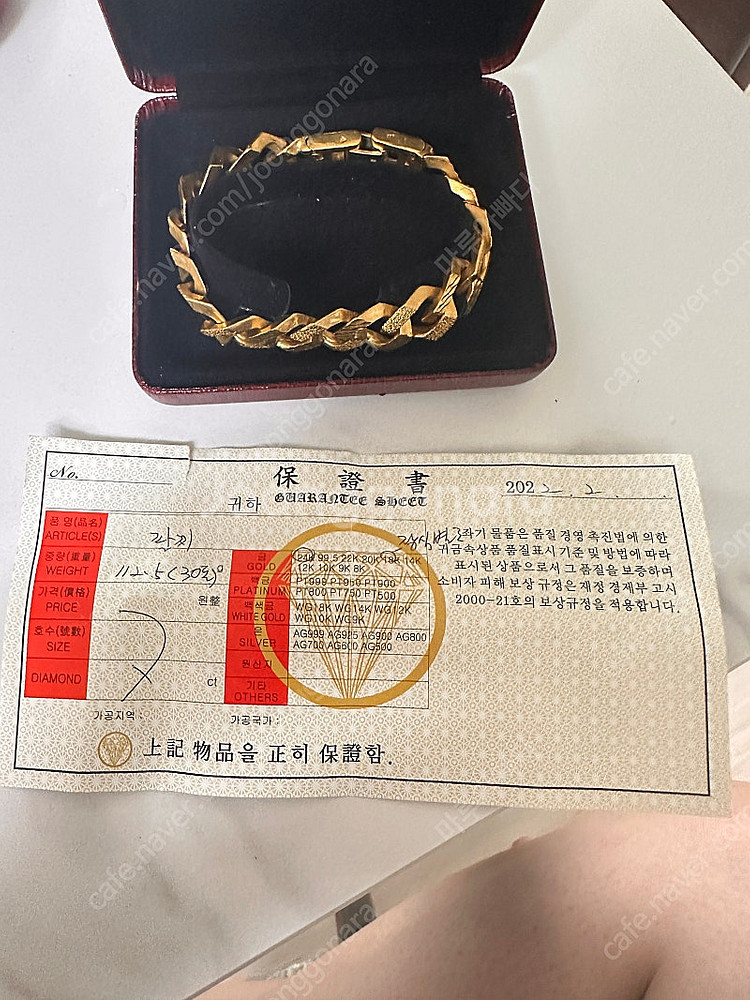 No.
保 證 書
귀하
GUARANTEE SHEET
202 2. 2.
품 명(品名)
ARTICLE(S)
중량(重量)
WEIGHT
112.5 (30돈)
가격(價格)
PRICE
원整
호수(號數)
SIZE
DIAMOND
ct
금
GOLD
24K 99.5 22K 20K 18K 14K
12K 10K 9K 8K
백금
PLATINUM
PT999 PT950 PT900
PT800 PT750 PT500
백색금
WHITE GOLD
WG18K WG14K WG12K
WG10K WG9K
은
SILVER
AG999 AG925 AG900 AG800
AG700 AG600 AG500
원산지
기타
OTHERS
좌기 물품은 품질 경영 촉진법에 의한
귀금속상품 품질표시 기준 및 방법에 따라
표시된 상품으로서 그품질을 보증하며
소비자 피해 보상 규정은 재정 경제부 고시
2000-21호의 보상규정을 적용합니다.
가공지역 :
가공국가 :
上記 物品을 正히 保證함.
cafe.naver.com/joonggonara